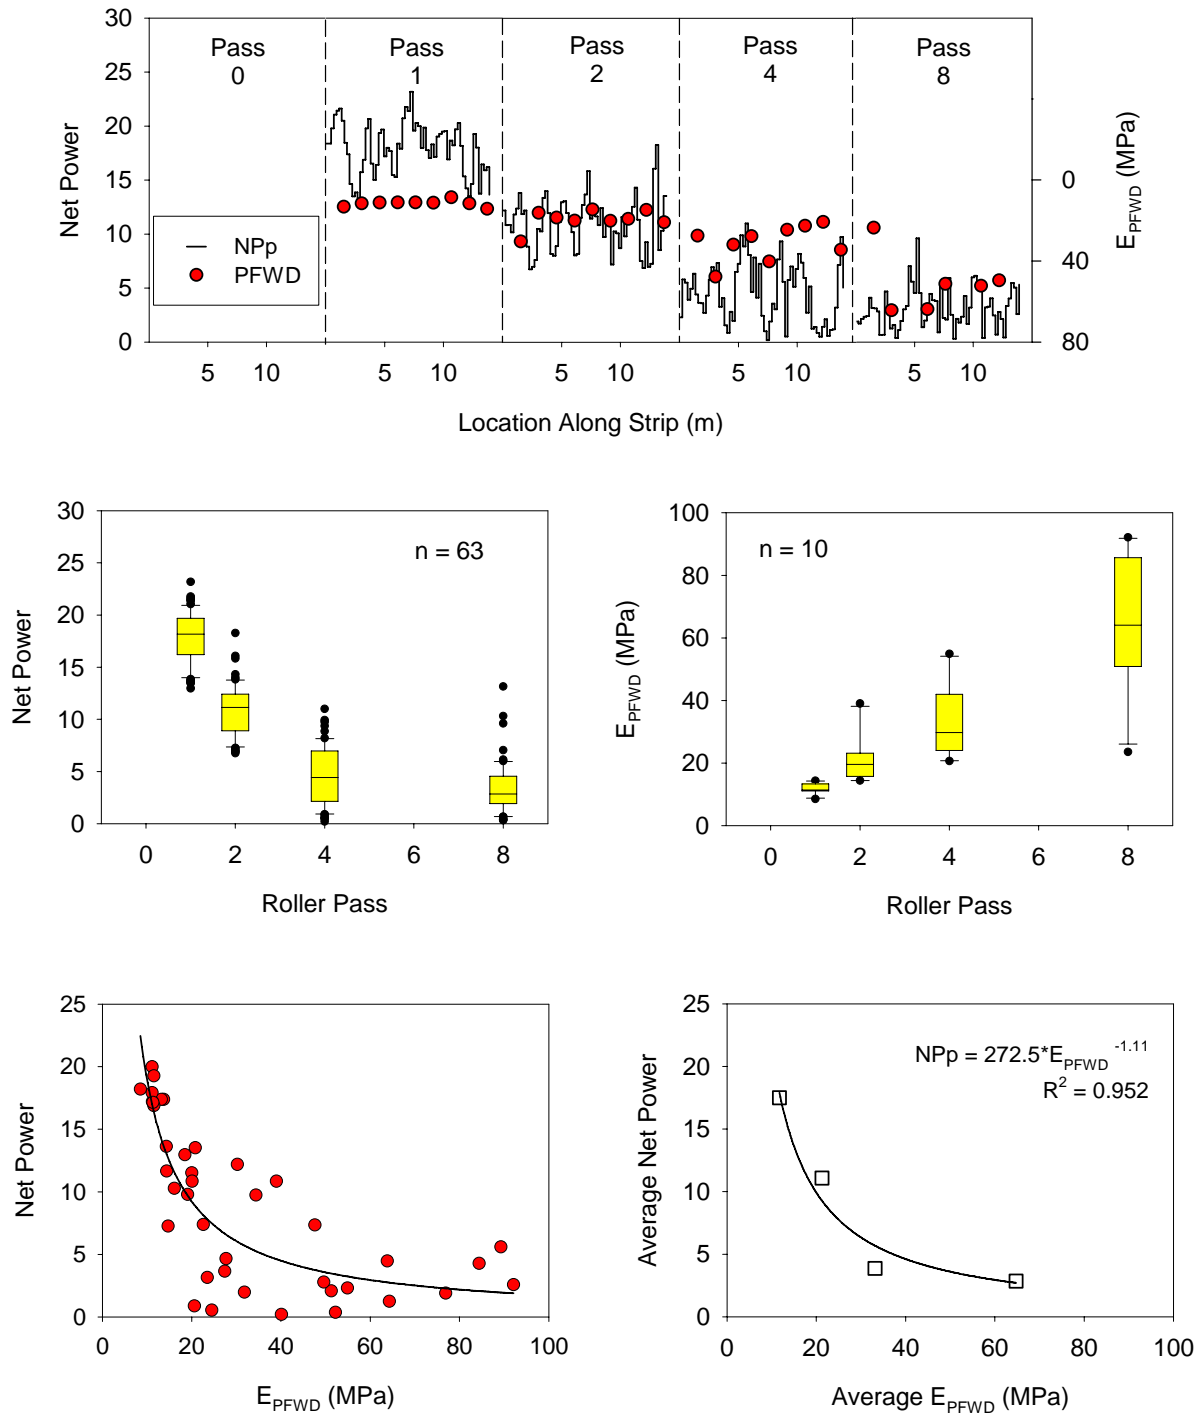 30
25
20
15
10
5
0
Net Power
Pass 0
Pass 1
Pass 2
Pass 4
Pass 8
NPp
PFWD
0
40
80
E_PFWD (MPa)
5 10 5 10 5 10 5 10 5 10
Location Along Strip (m)
30
25
20
15
10
5
0
Net Power
n = 63
0 2 4 6 8
Roller Pass
100
80
60
40
20
0
E_PFWD (MPa)
n = 10
0 2 4 6 8
Roller Pass
25
20
15
10
5
0
Net Power
0 20 40 60 80 100
E_PFWD (MPa)
25
20
15
10
5
0
Average Net Power
NPp = 272.5*E_PFWD^-1.11
R² = 0.952
0 20 40 60 80 100
Average E_PFWD (MPa)